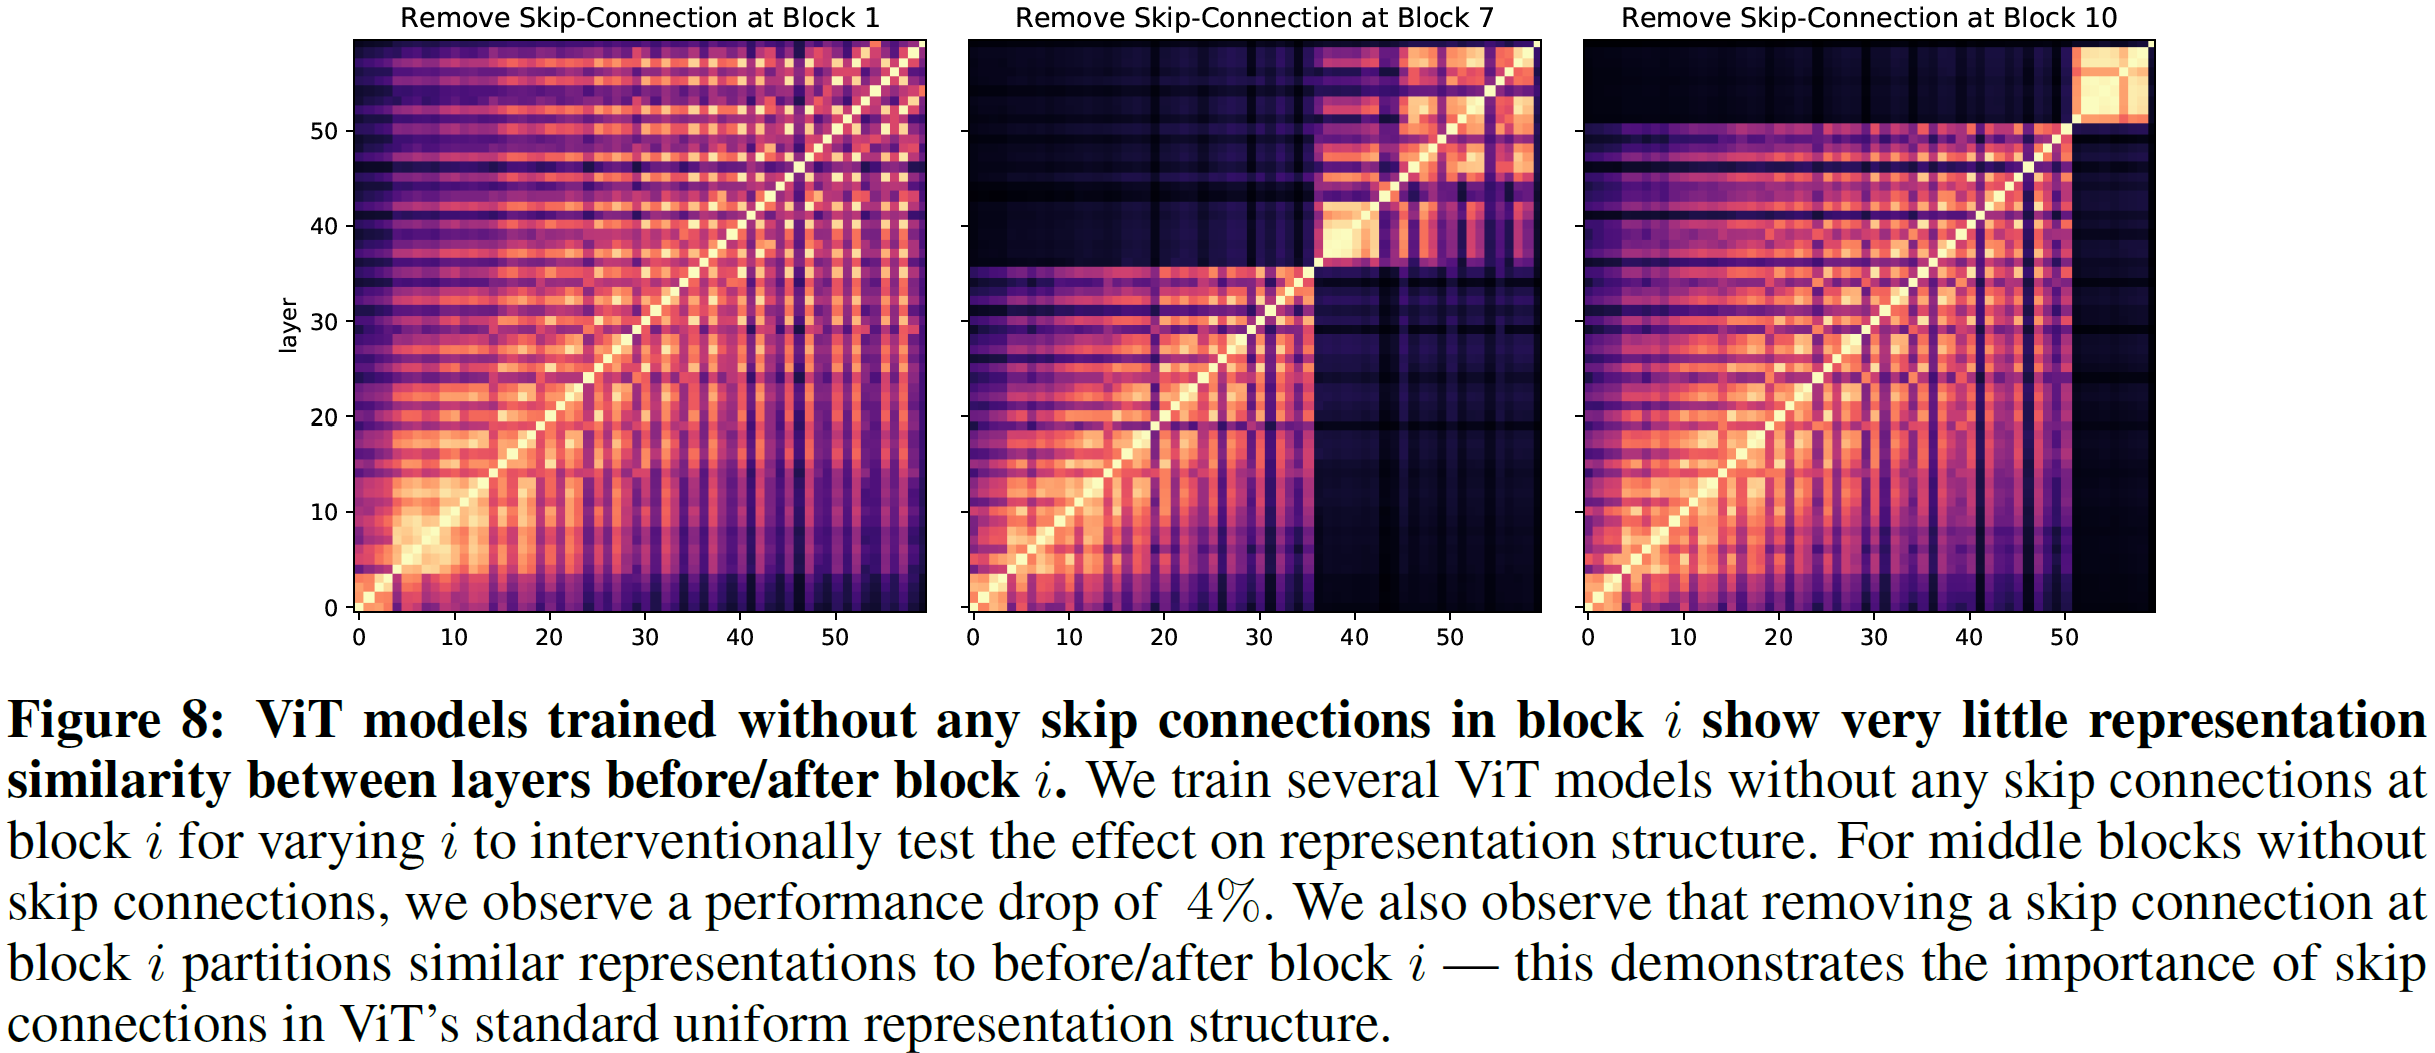 Remove Skip-Connection at Block 1
Remove Skip-Connection at Block 7
Remove Skip-Connection at Block 10
layer
50
40
30
20
10
0
0 10 20 30 40 50
0 10 20 30 40 50
0 10 20 30 40 50
Figure 8: ViT models trained without any skip connections in block i show very little representation
similarity between layers before/after block i. We train several ViT models without any skip connections at
block i for varying i to interventionally test the effect on representation structure. For middle blocks without
skip connections, we observe a performance drop of 4%. We also observe that removing a skip connection at
block i partitions similar representations to before/after block i — this demonstrates the importance of skip
connections in ViT’s standard uniform representation structure.